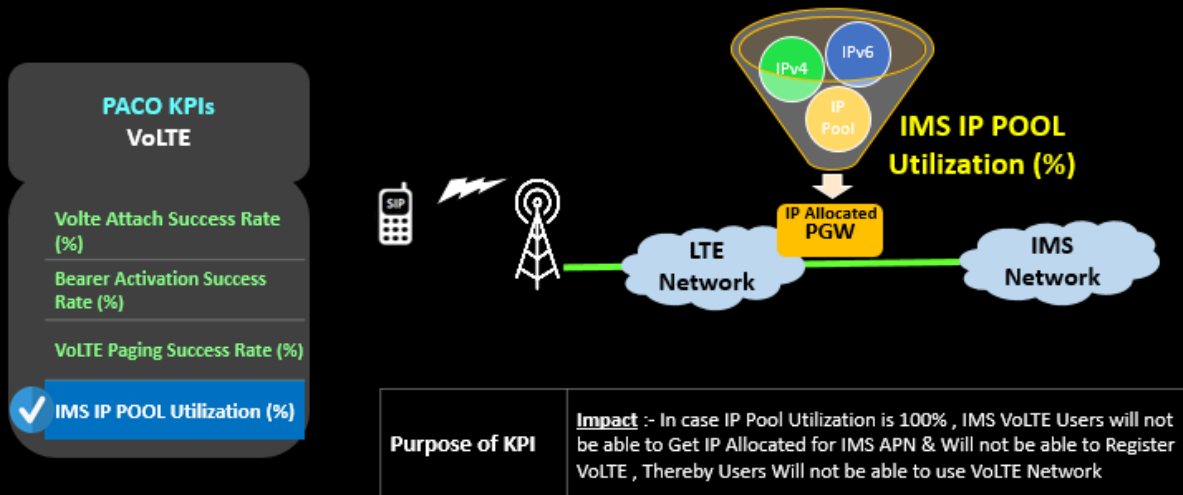 PACO KPIs
VoLTE
Volte Attach Success Rate
(%)
Bearer Activation Success
Rate (%)
VoLTE Paging Success Rate (%)
IMS IP POOL Utilization (%)
SIP
IPv4
IPv6
IP
Pool
IMS IP POOL
Utilization (%)
IP Allocated
PGW
LTE
Network
IMS
Network
Purpose of KPI
Impact :- In case IP Pool Utilization is 100% , IMS VoLTE Users will not
be able to Get IP Allocated for IMS APN & Will not be able to Register
VoLTE , Thereby Users Will not be able to use VoLTE Network